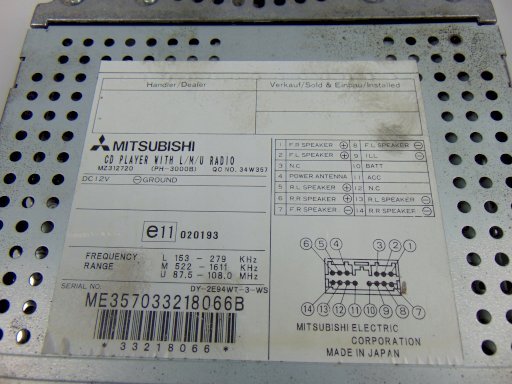 Handler/Dealer
Verkauf/Sold & Einbau/Installed
MITSUBISHI
CD PLAYER WITH L/M/U RADIO
MZ312720 (PH-3000B) QC NO. 34W357
DC12V ⊖GROUND
e11 020193
FREQUENCY RANGE
L 153 - 279 KHz
M 522 - 1611 KHz
U 87.5 - 108.0 MHz
DY-2E94WT-3-WS
SERIAL NO.
ME357033218066B
*33218066*
1 F.R SPEAKER ⊕ 8 F.L SPEAKER ⊖
2 F.L SPEAKER ⊕ 9 ILL ⊖
3 N.C 10 BATT
4 POWER ANTENNA 11 ACC
5 R.L SPEAKER ⊕ 12 N.C
6 R.R SPEAKER ⊕ 13 R.L SPEAKER ⊖
7 F.R SPEAKER ⊖ 14 R.R SPEAKER ⊖
6 5 4 3 2 1
14 13 12 11 10 9 8 7
MITSUBISHI ELECTRIC
CORPORATION
MADE IN JAPAN